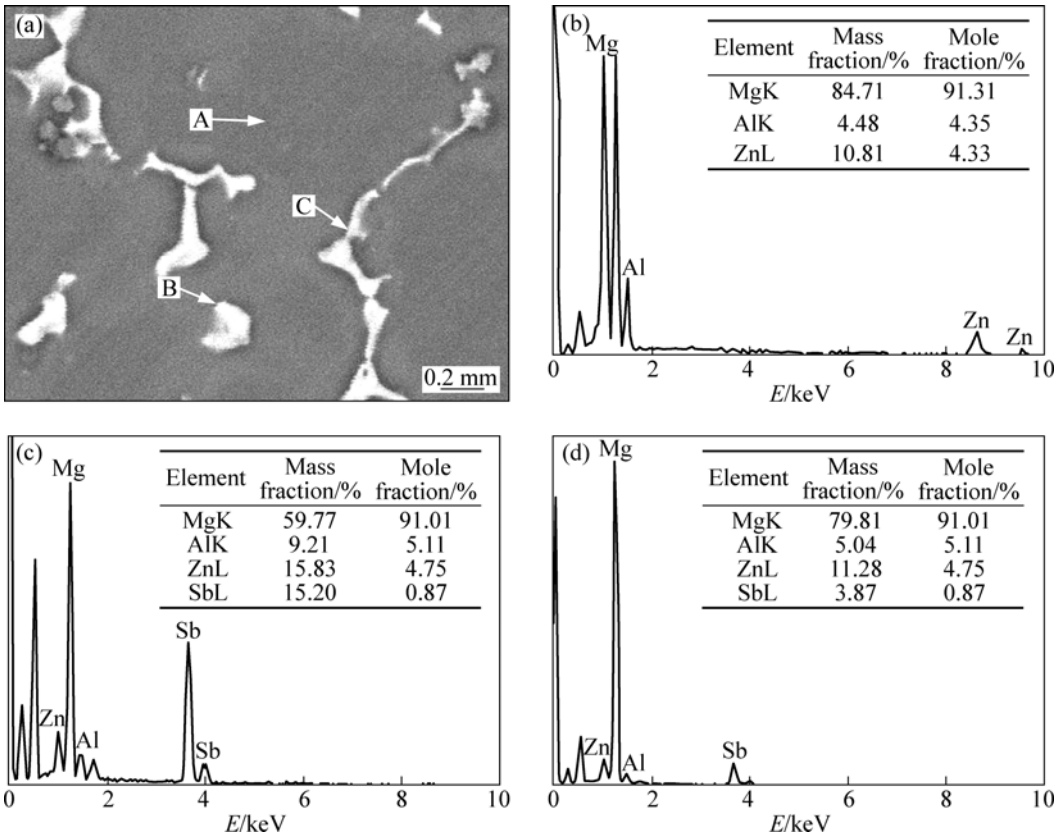 (a)
A
C
B
0.2 mm
(b)
Mg
Element Mass fraction/% Mole fraction/%
MgK 84.71 91.31
AlK 4.48 4.35
ZnL 10.81 4.33
Al
Zn
Zn
0 2 4 6 8 10
E/keV
(c)
Mg
Element Mass fraction/% Mole fraction/%
MgK 59.77 91.01
AlK 9.21 5.11
ZnL 15.83 4.75
SbL 15.20 0.87
Sb
Zn
Al
Sb
0 2 4 6 8 10
E/keV
(d)
Mg
Element Mass fraction/% Mole fraction/%
MgK 79.81 91.01
AlK 5.04 5.11
ZnL 11.28 4.75
SbL 3.87 0.87
Zn
Al
Sb
0 2 4 6 8 10
E/keV